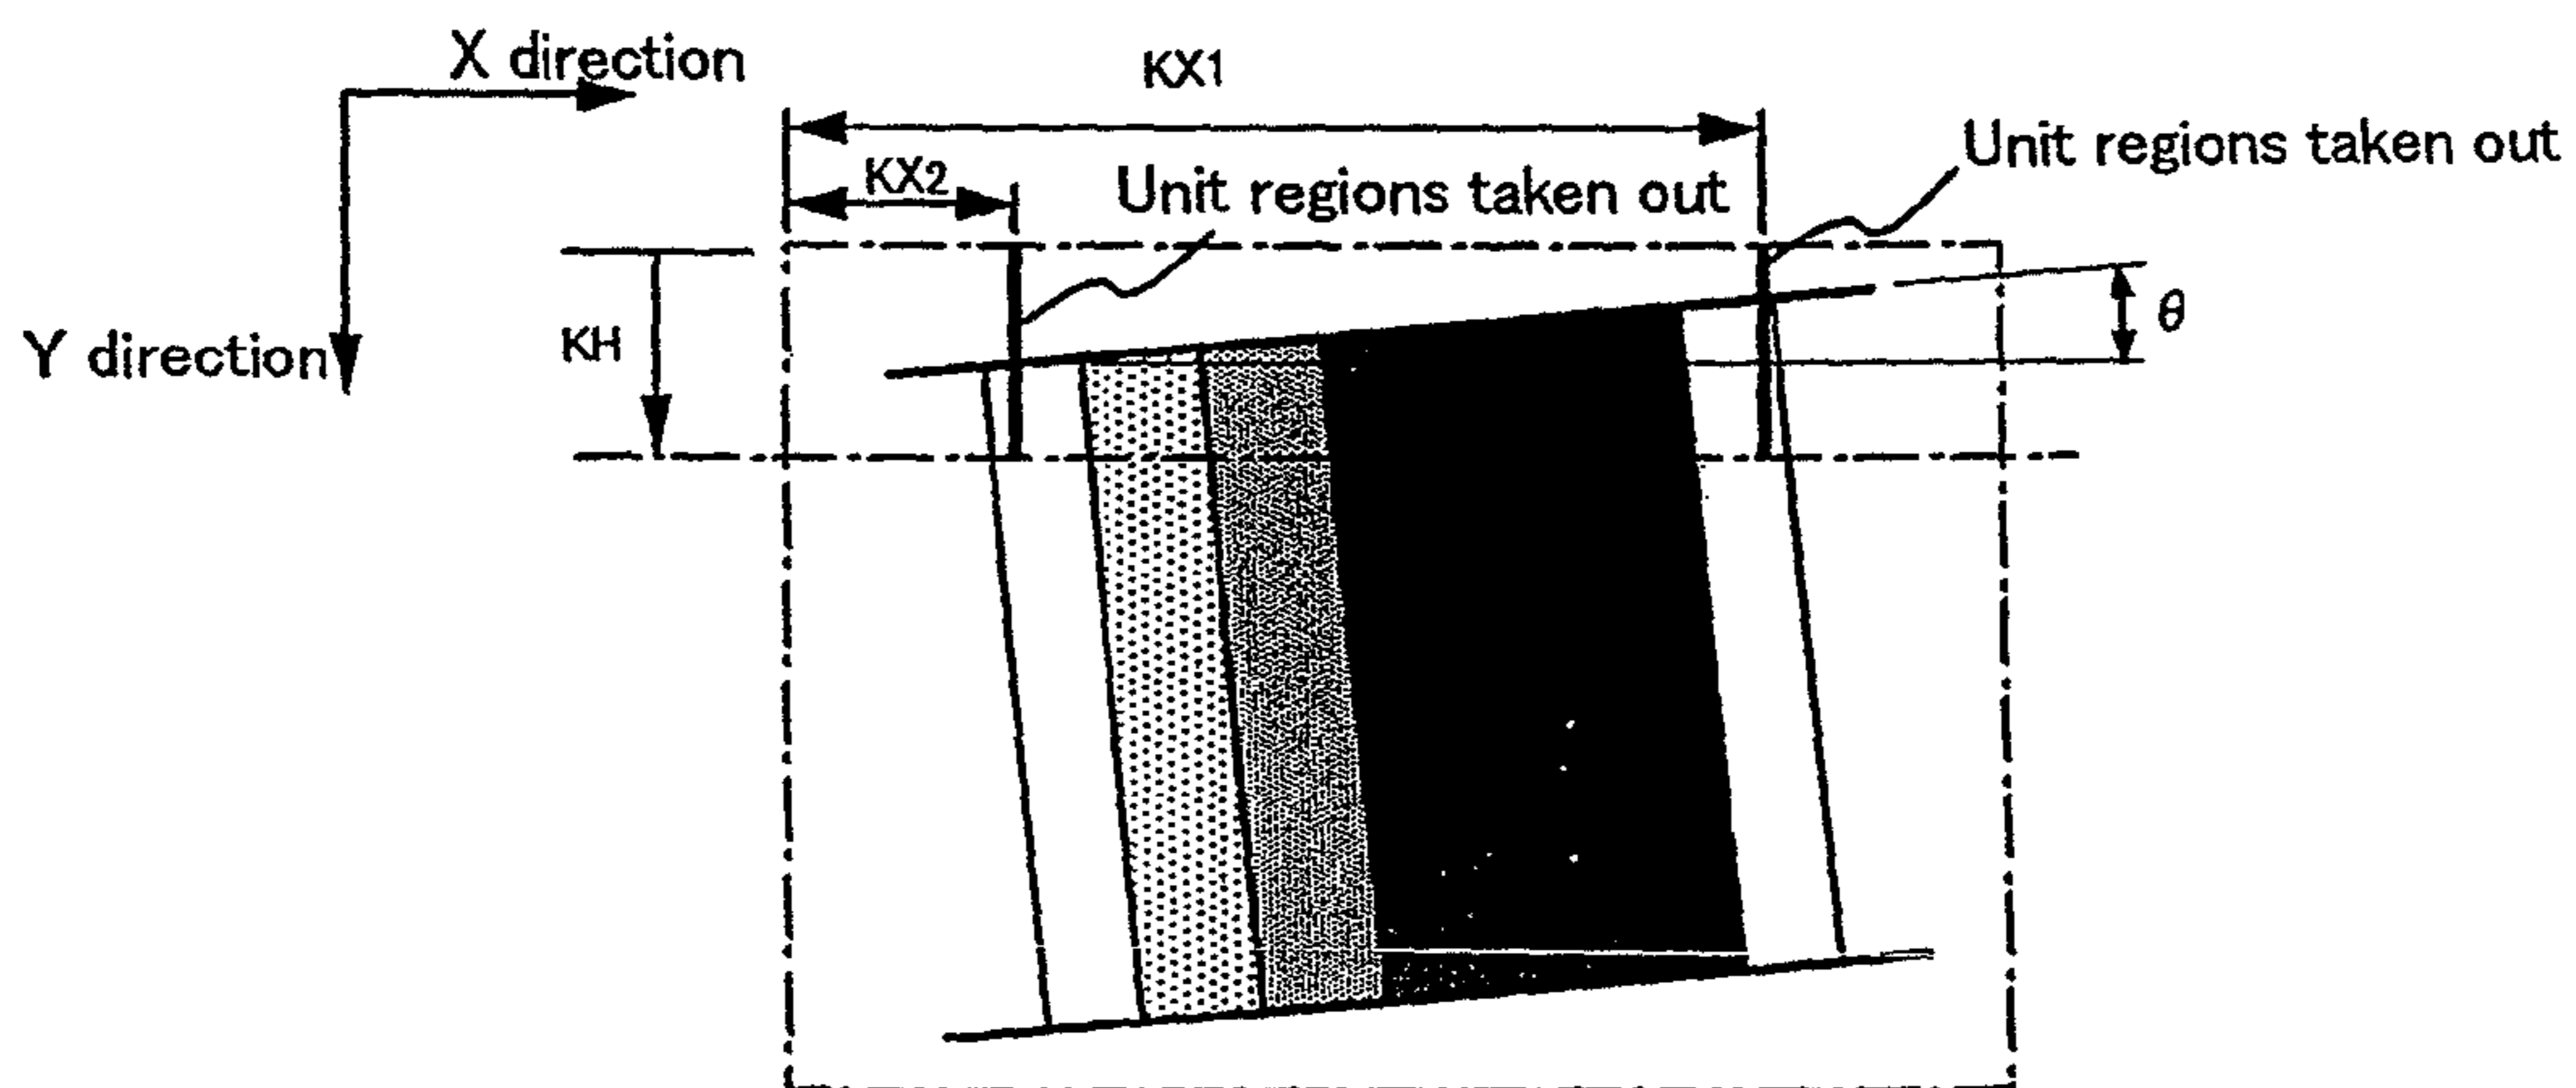 X direction
KX1
Unit regions taken out
KX2
Unit regions taken out
Y direction
KH
θ